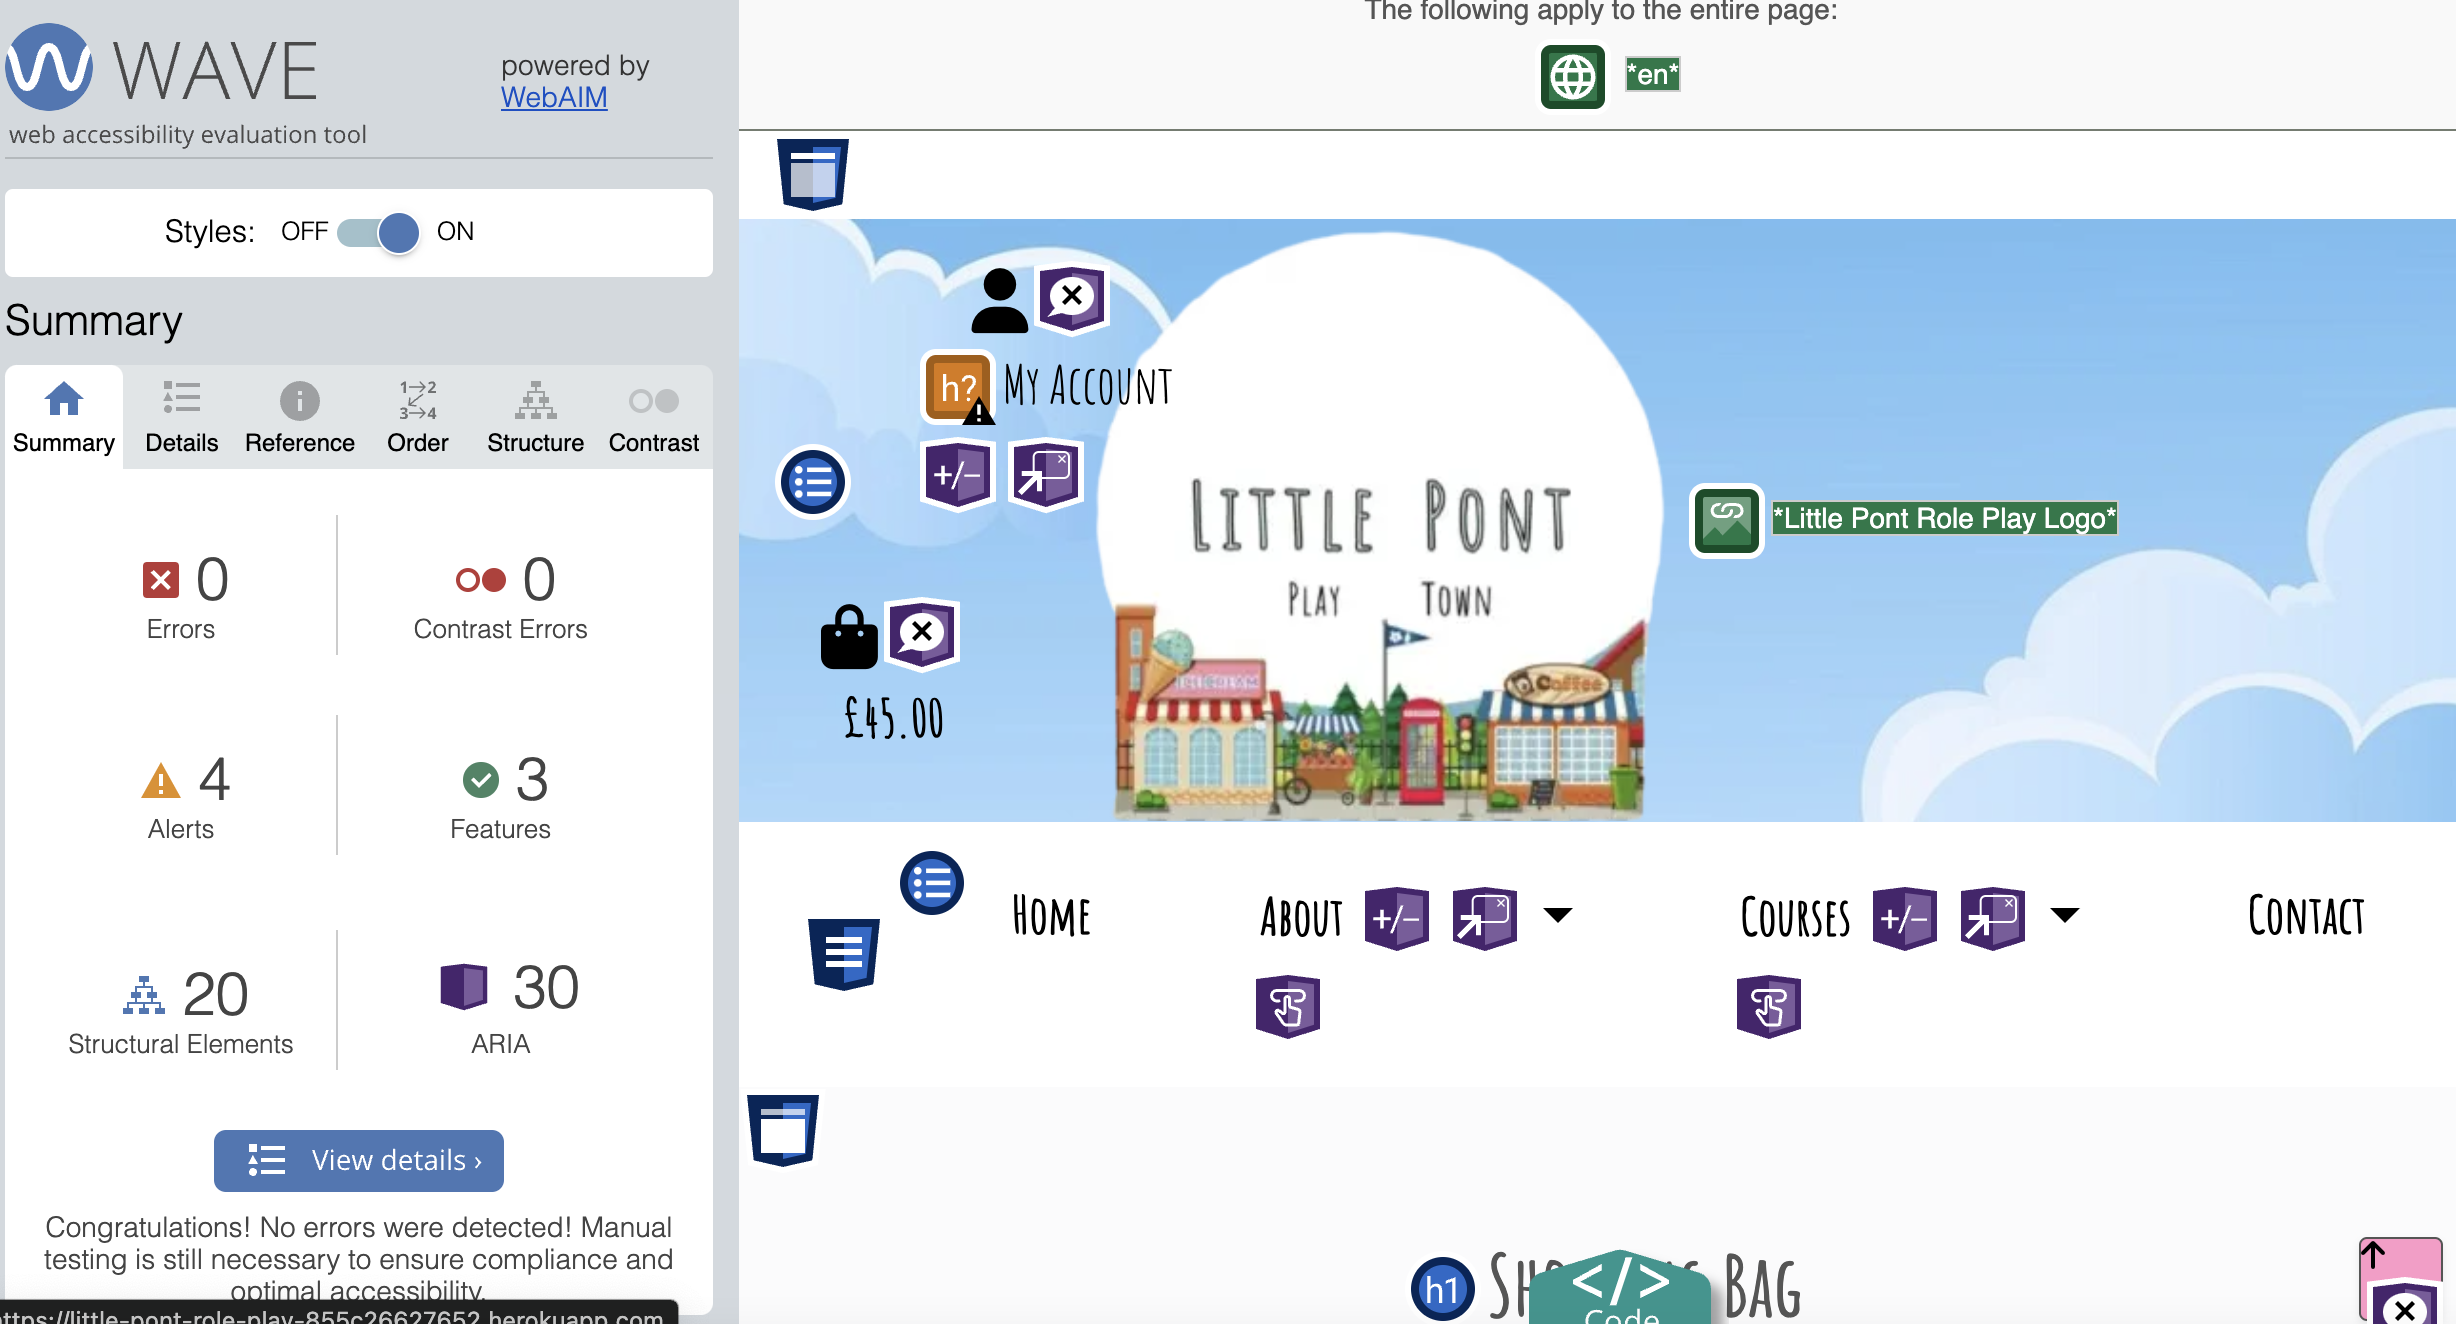 WAVE
powered by
WebAIM
web accessibility evaluation tool
Styles: OFF ON
Summary
Summary Details Reference Order Structure Contrast
0
Errors
0
Contrast Errors
4
Alerts
3
Features
20
Structural Elements
30
ARIA
View details ›
Congratulations! No errors were detected! Manual
testing is still necessary to ensure compliance and
optimal accessibility.
https://little-pont-role-play-855c26627652.herokuapp.com
The following apply to the entire page:
*en*
h? My Account
+/-
Little Pont
Play Town
*Little Pont Role Play Logo*
Icecream
Coffee
£45.00
Home About +/- Courses +/- Contact
h1
Bag
</>
Code